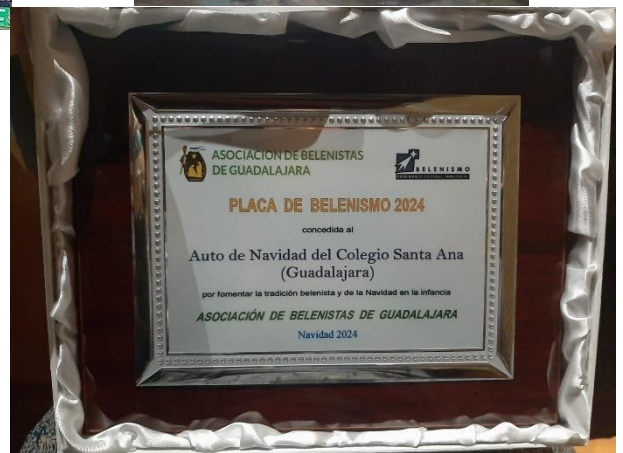 ASOCIACIÓN DE BELENISTAS
DE GUADALAJARA
BELENISMO
PLACA DE BELENISMO 2024
concedida al
Auto de Navidad del Colegio Santa Ana
(Guadalajara)
por fomentar la tradición belenista y de la Navidad en la infancia
ASOCIACIÓN DE BELENISTAS DE GUADALAJARA
Navidad 2024